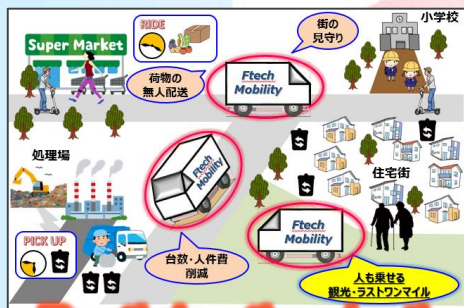 小学校
RIDE
街の
見守り
Super Market
荷物の
無人配送
Ftech
Mobility
処理場
Ftech
Mobility
住宅街
PICK UP
台数・人件費
削減
Ftech
Mobility
人も乗せる
観光・ラストワンマイル